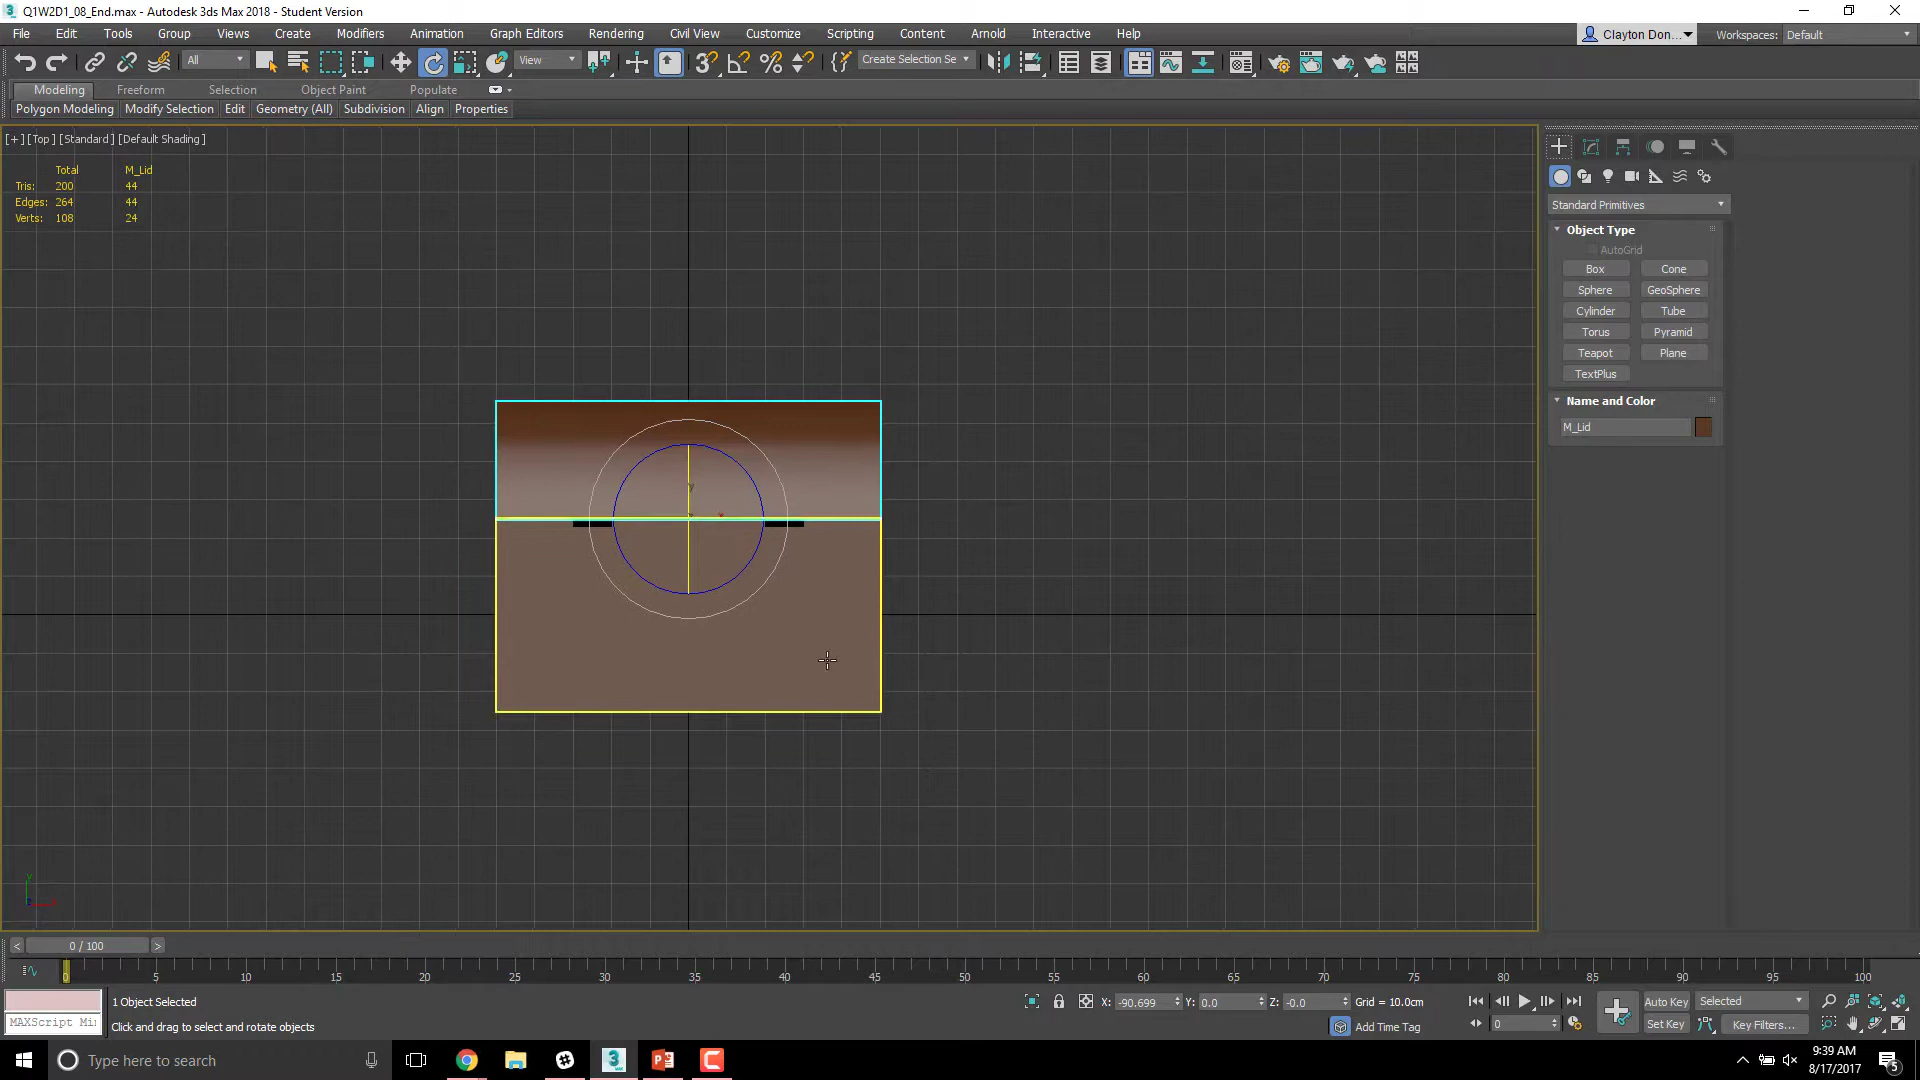 Q1W2D1_08_End.max - Autodesk 3ds Max 2018 - Student Version
File Edit Tools Group Views Create Modifiers Animation Graph Editors Rendering Civil View Customize Scripting Content Arnold Interactive Help
Clayton Don... Workspaces: Default
All View Create Selection Se
Modeling Freeform Selection Object Paint Populate
Polygon Modeling Modify Selection Edit Geometry (All) Subdivision Align Properties
[+] [Top] [Standard] [Default Shading]
Total M_Lid
Tris: 200 44
Edges: 264 44
Verts: 108 24
Standard Primitives
Object Type
AutoGrid
Box Cone
Sphere GeoSphere
Cylinder Tube
Torus Pyramid
Teapot Plane
TextPlus
Name and Color
M_Lid
0 / 100
0 5 10 15 20 25 30 35 40 45 50 55 60 65 70 75 80 85 90 95 100
1 Object Selected
X: -90.699 Y: 0.0 Z: -0.0 Grid = 10.0cm
Auto Key Selected
MAXScript Min
Click and drag to select and rotate objects
Add Time Tag
0
Set Key Key Filters...
Type here to search
9:39 AM
8/17/2017
5